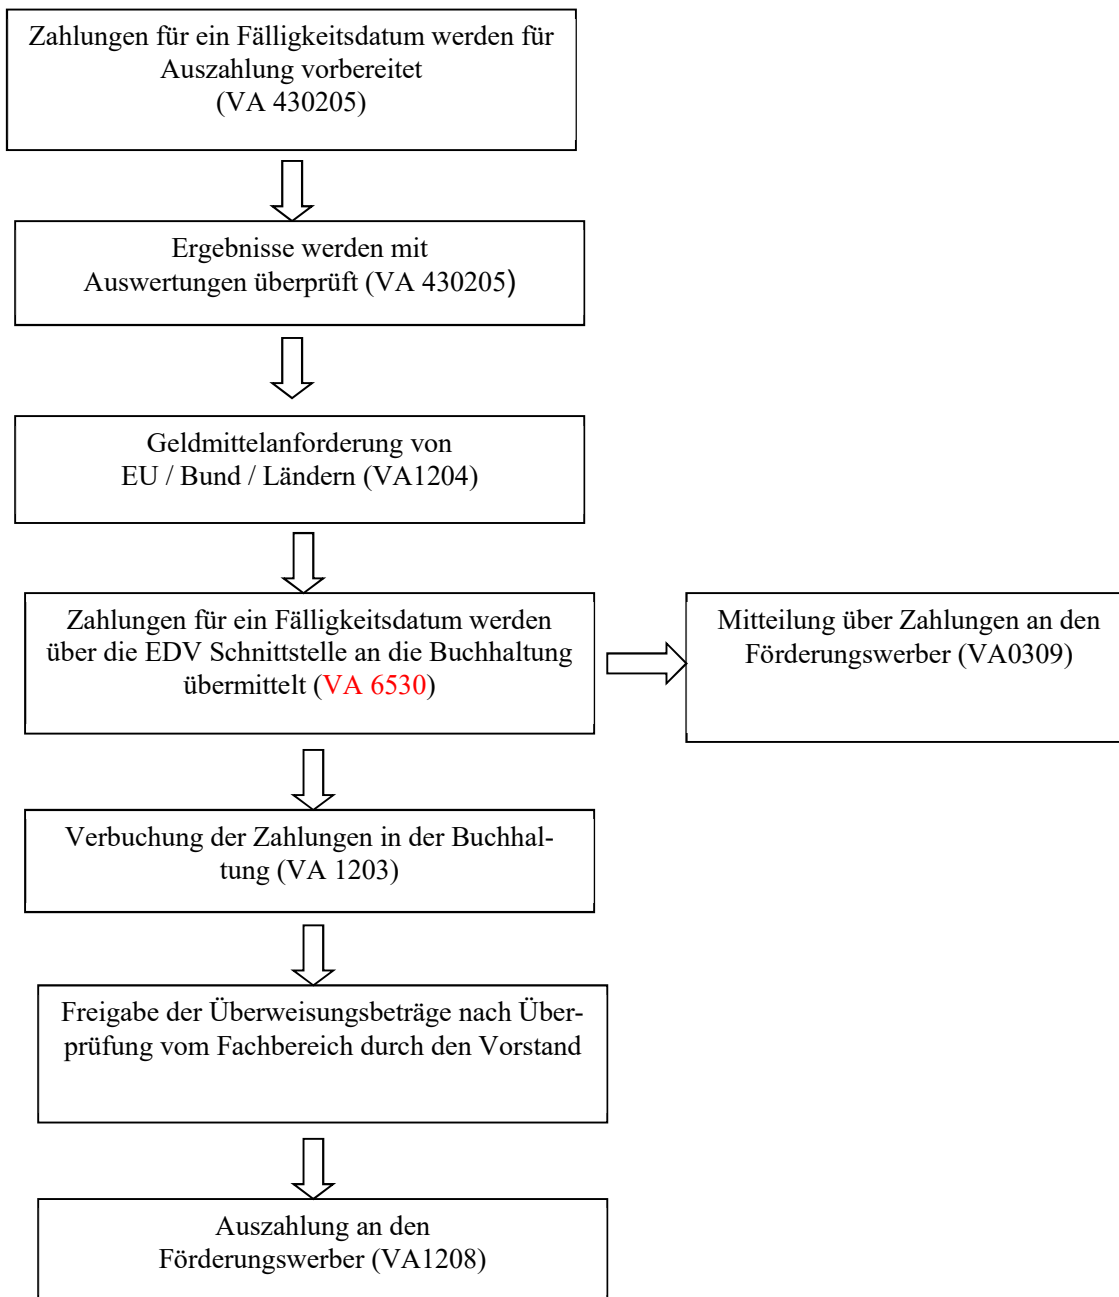 Zahlungen für ein Fälligkeitsdatum werden für
Auszahlung vorbereitet
(VA 430205)
Ergebnisse werden mit
Auswertungen überprüft (VA 430205)
Geldmittelanforderung von
EU / Bund / Ländern (VA1204)
Zahlungen für ein Fälligkeitsdatum werden
über die EDV Schnittstelle an die Buchhaltung
übermittelt (VA 6530)
Mitteilung über Zahlungen an den
Förderungswerber (VA0309)
Verbuchung der Zahlungen in der Buchhal-
tung (VA 1203)
Freigabe der Überweisungsbeträge nach Über-
prüfung vom Fachbereich durch den Vorstand
Auszahlung an den
Förderungswerber (VA1208)